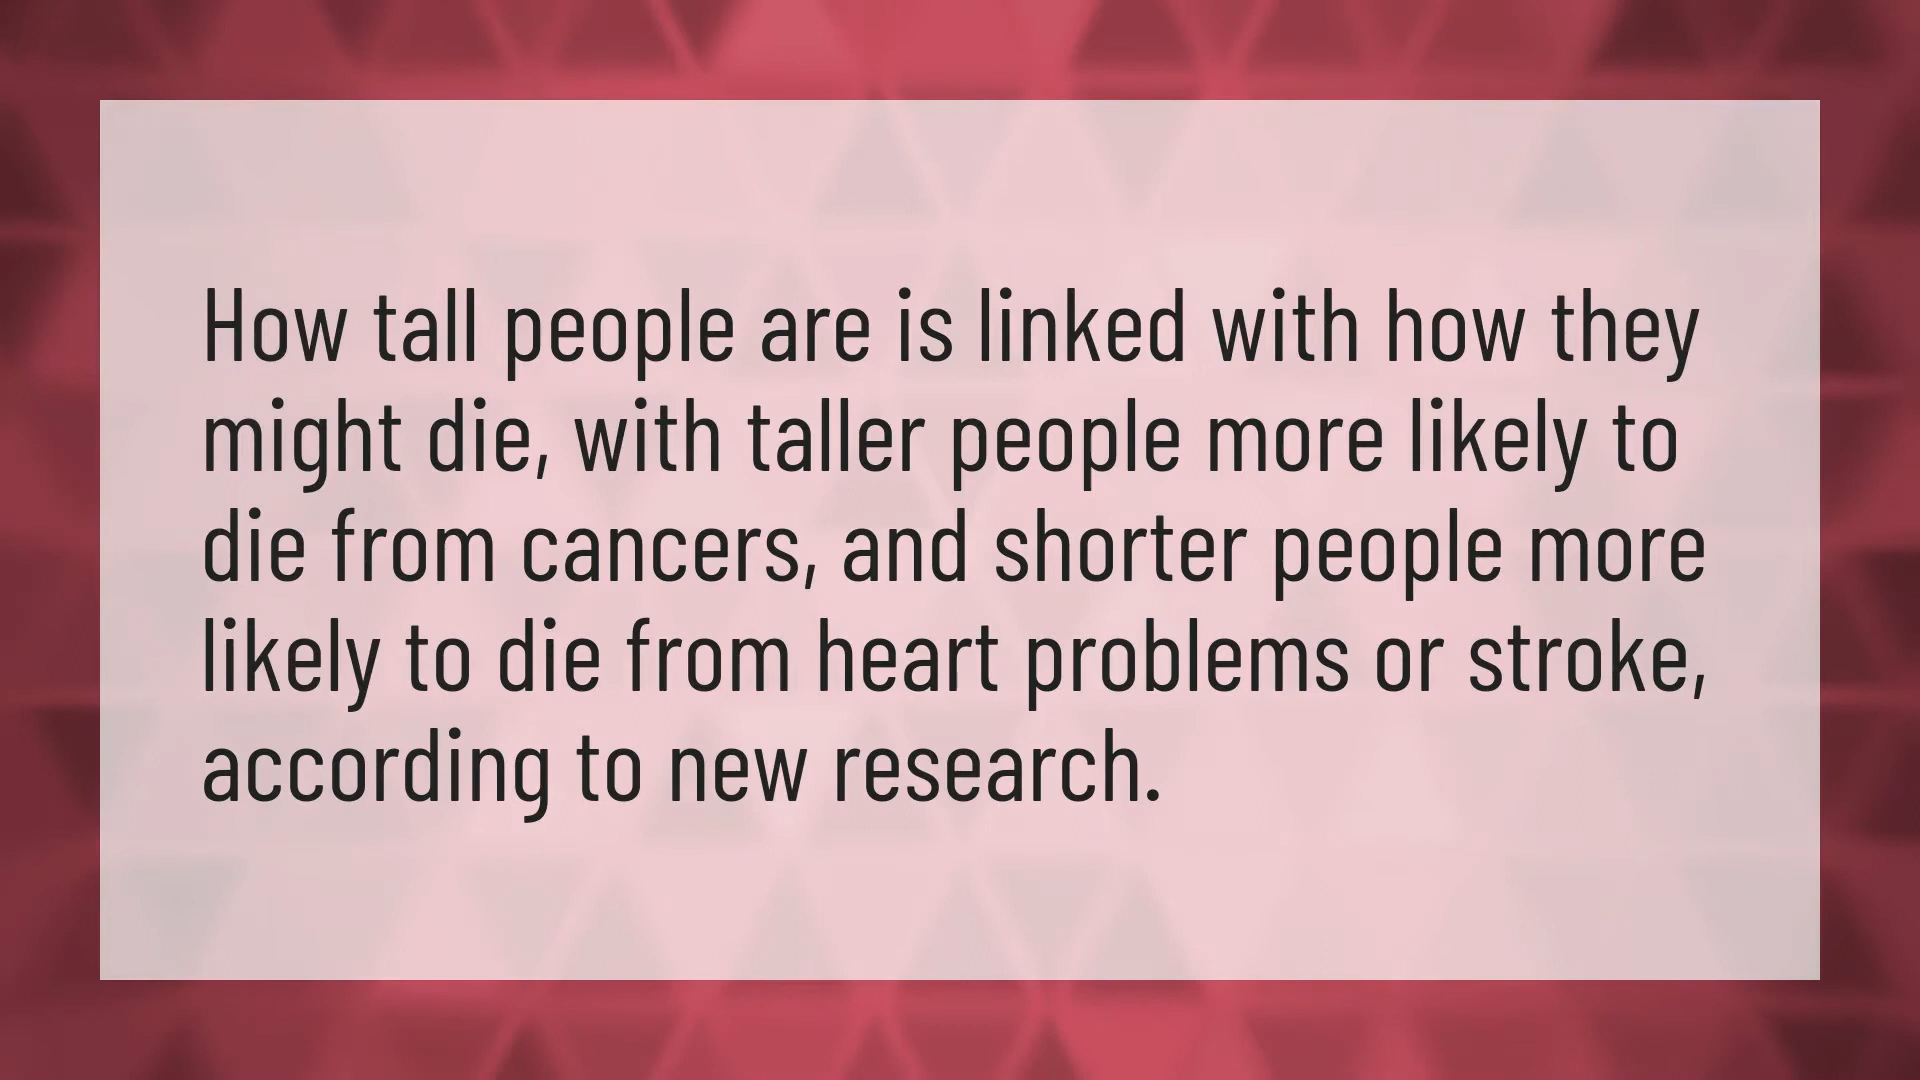 How tall people are is linked with how they
might die, with taller people more likely to
die from cancers, and shorter people more
likely to die from heart problems or stroke,
according to new research.